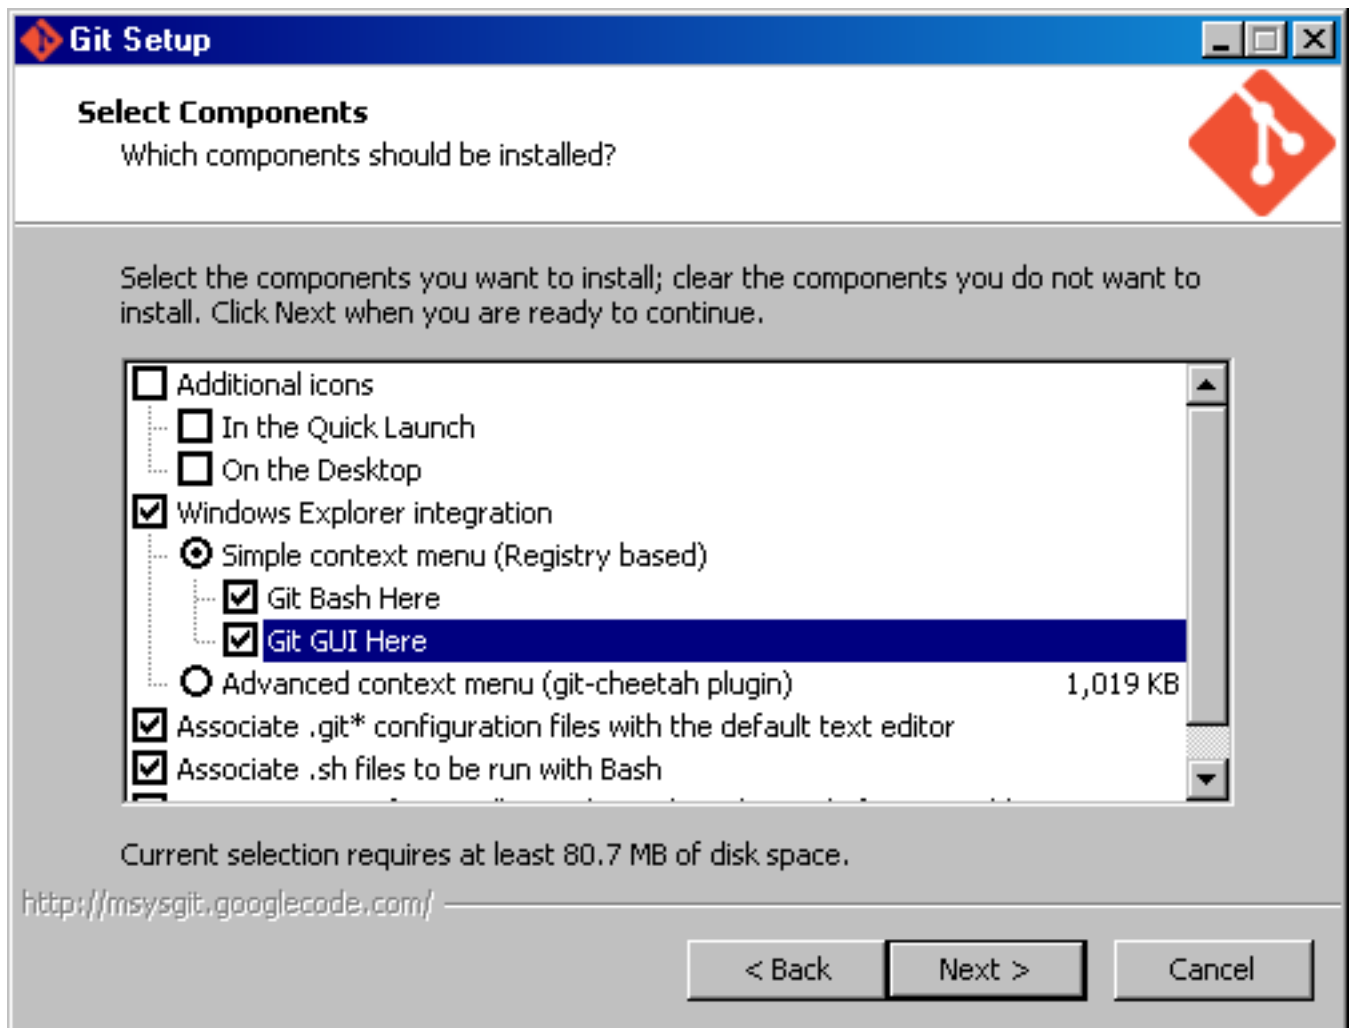 Git Setup
Select Components
Which components should be installed?
Select the components you want to install; clear the components you do not want to
install. Click Next when you are ready to continue.
Additional icons
In the Quick Launch
On the Desktop
Windows Explorer integration
Simple context menu (Registry based)
Git Bash Here
Git GUI Here
Advanced context menu (git-cheetah plugin) 1,019 KB
Associate .git* configuration files with the default text editor
Associate .sh files to be run with Bash
Current selection requires at least 80.7 MB of disk space.
http://msysgit.googlecode.com/
< Back Next > Cancel